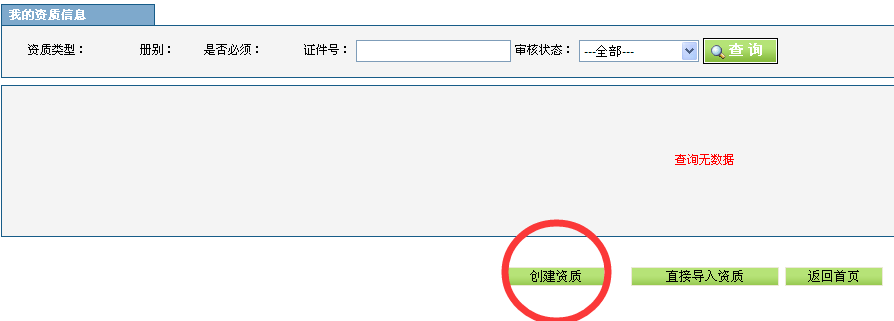 我的资质信息
资质类型： 册别： 是否必须： 证件号： 审核状态： ---全部--- 查 询
查询无数据
创建资质 直接导入资质 返回首页